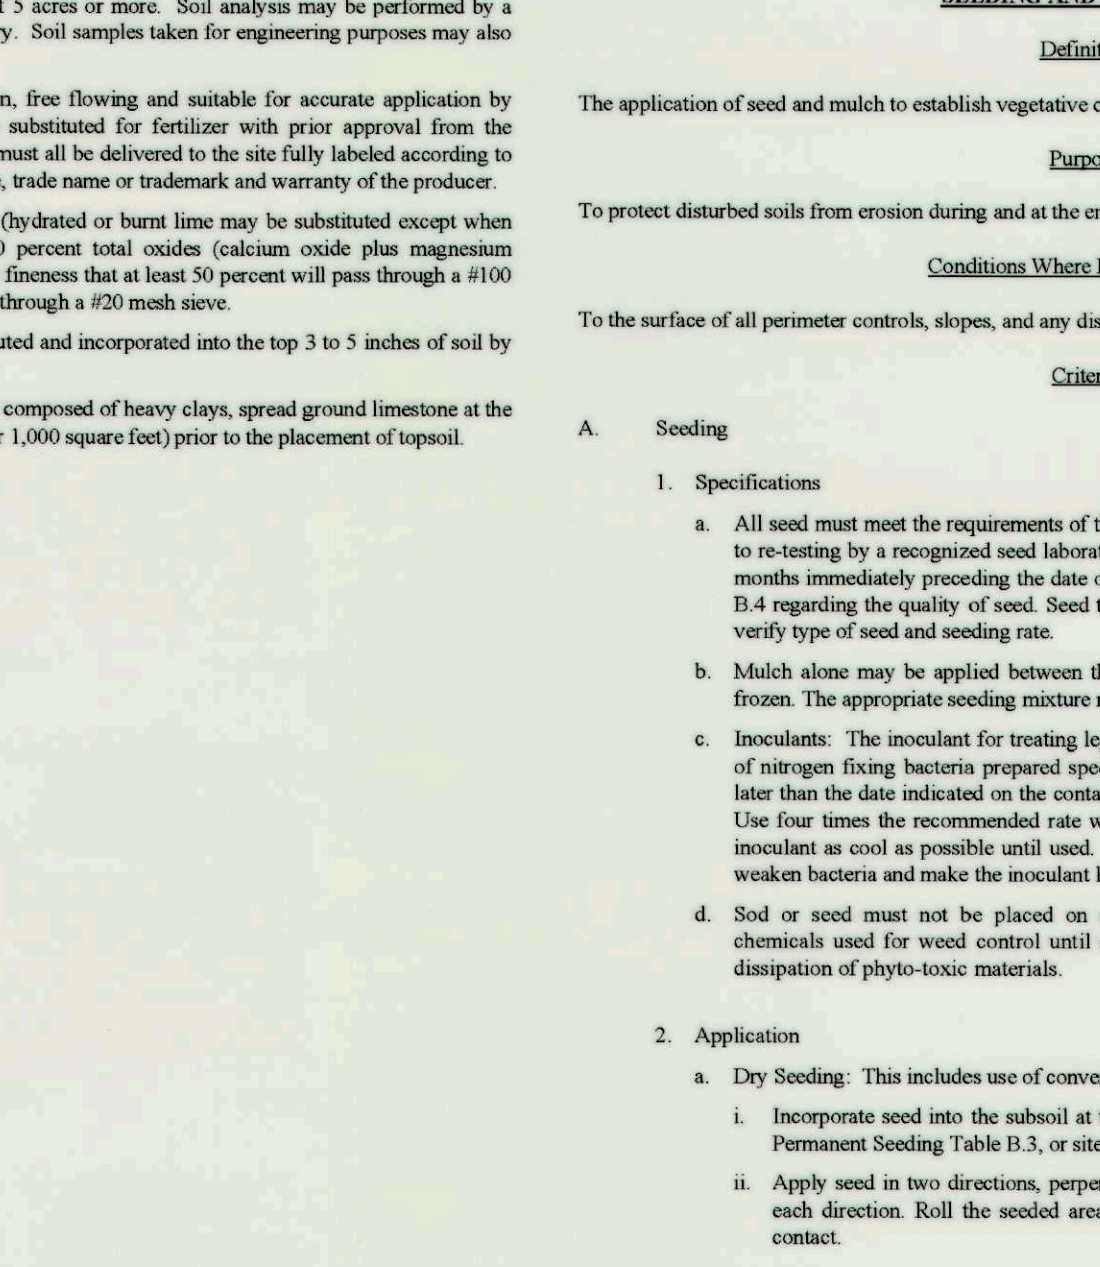 5 acres or more. Soil analysis may be performed by a
Soil samples taken for engineering purposes may also
free flowing and suitable for accurate application by
substituted for fertilizer with prior approval from the
must all be delivered to the site fully labeled according to
trade name or trademark and warranty of the producer.
(hydrated or burnt lime may be substituted except when
percent total oxides (calcium oxide plus magnesium
fineness that at least 50 percent will pass through a #100
through a #20 mesh sieve.
and incorporated into the top 3 to 5 inches of soil by
composed of heavy clays, spread ground limestone at the
1,000 square feet) prior to the placement of topsoil.
SEEDING AND
Definit
The application of seed and mulch to establish vegetative c
Purpo
To protect disturbed soils from erosion during and at the en
Conditions Where
To the surface of all perimeter controls, slopes, and any dis
Criter
A. Seeding
1. Specifications
a. All seed must meet the requirements of t
to re-testing by a recognized seed laborat
months immediately preceding the date o
B.4 regarding the quality of seed. Seed t
verify type of seed and seeding rate.
b. Mulch alone may be applied between th
frozen. The appropriate seeding mixture
c. Inoculants: The inoculant for treating le
of nitrogen fixing bacteria prepared spec
later than the date indicated on the conta
Use four times the recommended rate w
inoculant as cool as possible until used.
weaken bacteria and make the inoculant l
d. Sod or seed must not be placed on
chemicals used for weed control until
dissipation of phyto-toxic materials.
2. Application
a. Dry Seeding: This includes use of conve
i. Incorporate seed into the subsoil at
Permanent Seeding Table B.3, or site
ii. Apply seed in two directions, perper
each direction. Roll the seeded area
contact.